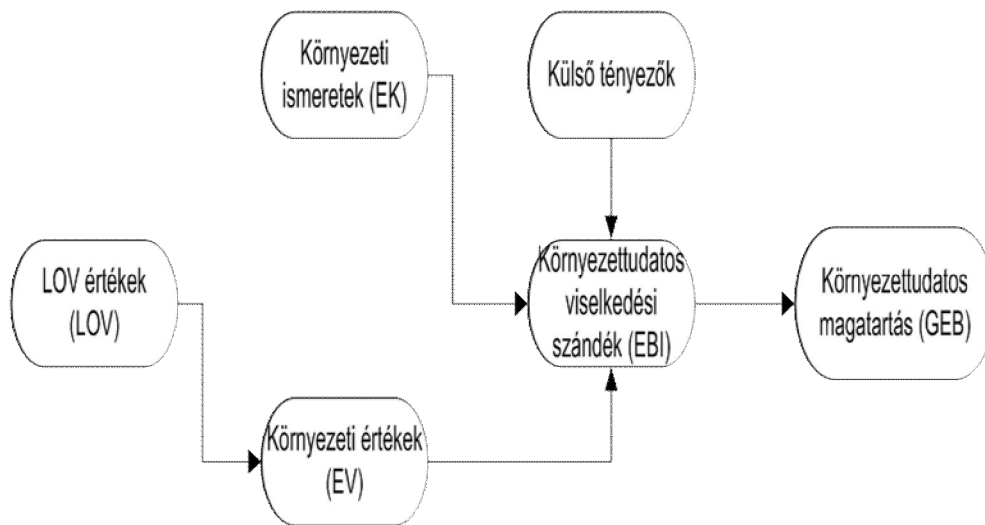 Környezeti
ismeretek (EK)
Külső tényezők
LOV értékek
(LOV)
Környezettudatos
viselkedési
szándék (EBI)
Környezettudatos
magatartás (GEB)
Környezeti értékek
(EV)